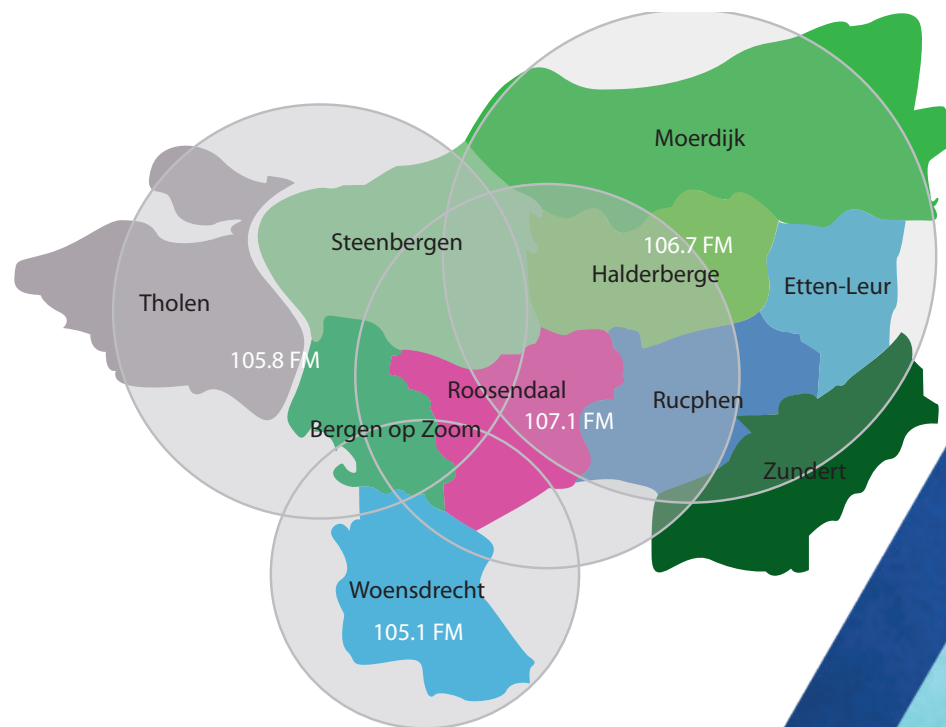 Moerdijk
Steenbergen
106.7 FM
Halderberge
Etten-Leur
Tholen
105.8 FM
Roosendaal
Rucphen
107.1 FM
Bergen op Zoom
Zundert
Woensdrecht
105.1 FM